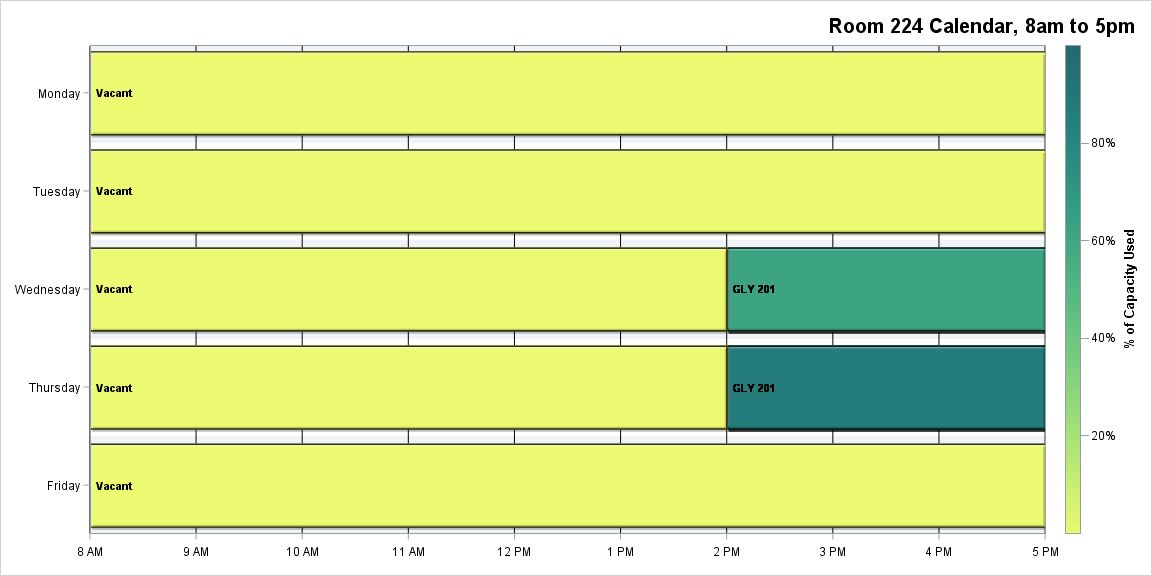 Room 224 Calendar, 8am to 5pm
Monday
Vacant
Tuesday
Vacant
Wednesday
Vacant
GLY 201
Thursday
Vacant
GLY 201
Friday
Vacant
8 AM 9 AM 10 AM 11 AM 12 PM 1 PM 2 PM 3 PM 4 PM 5 PM
80%
60%
40%
20%
% of Capacity Used